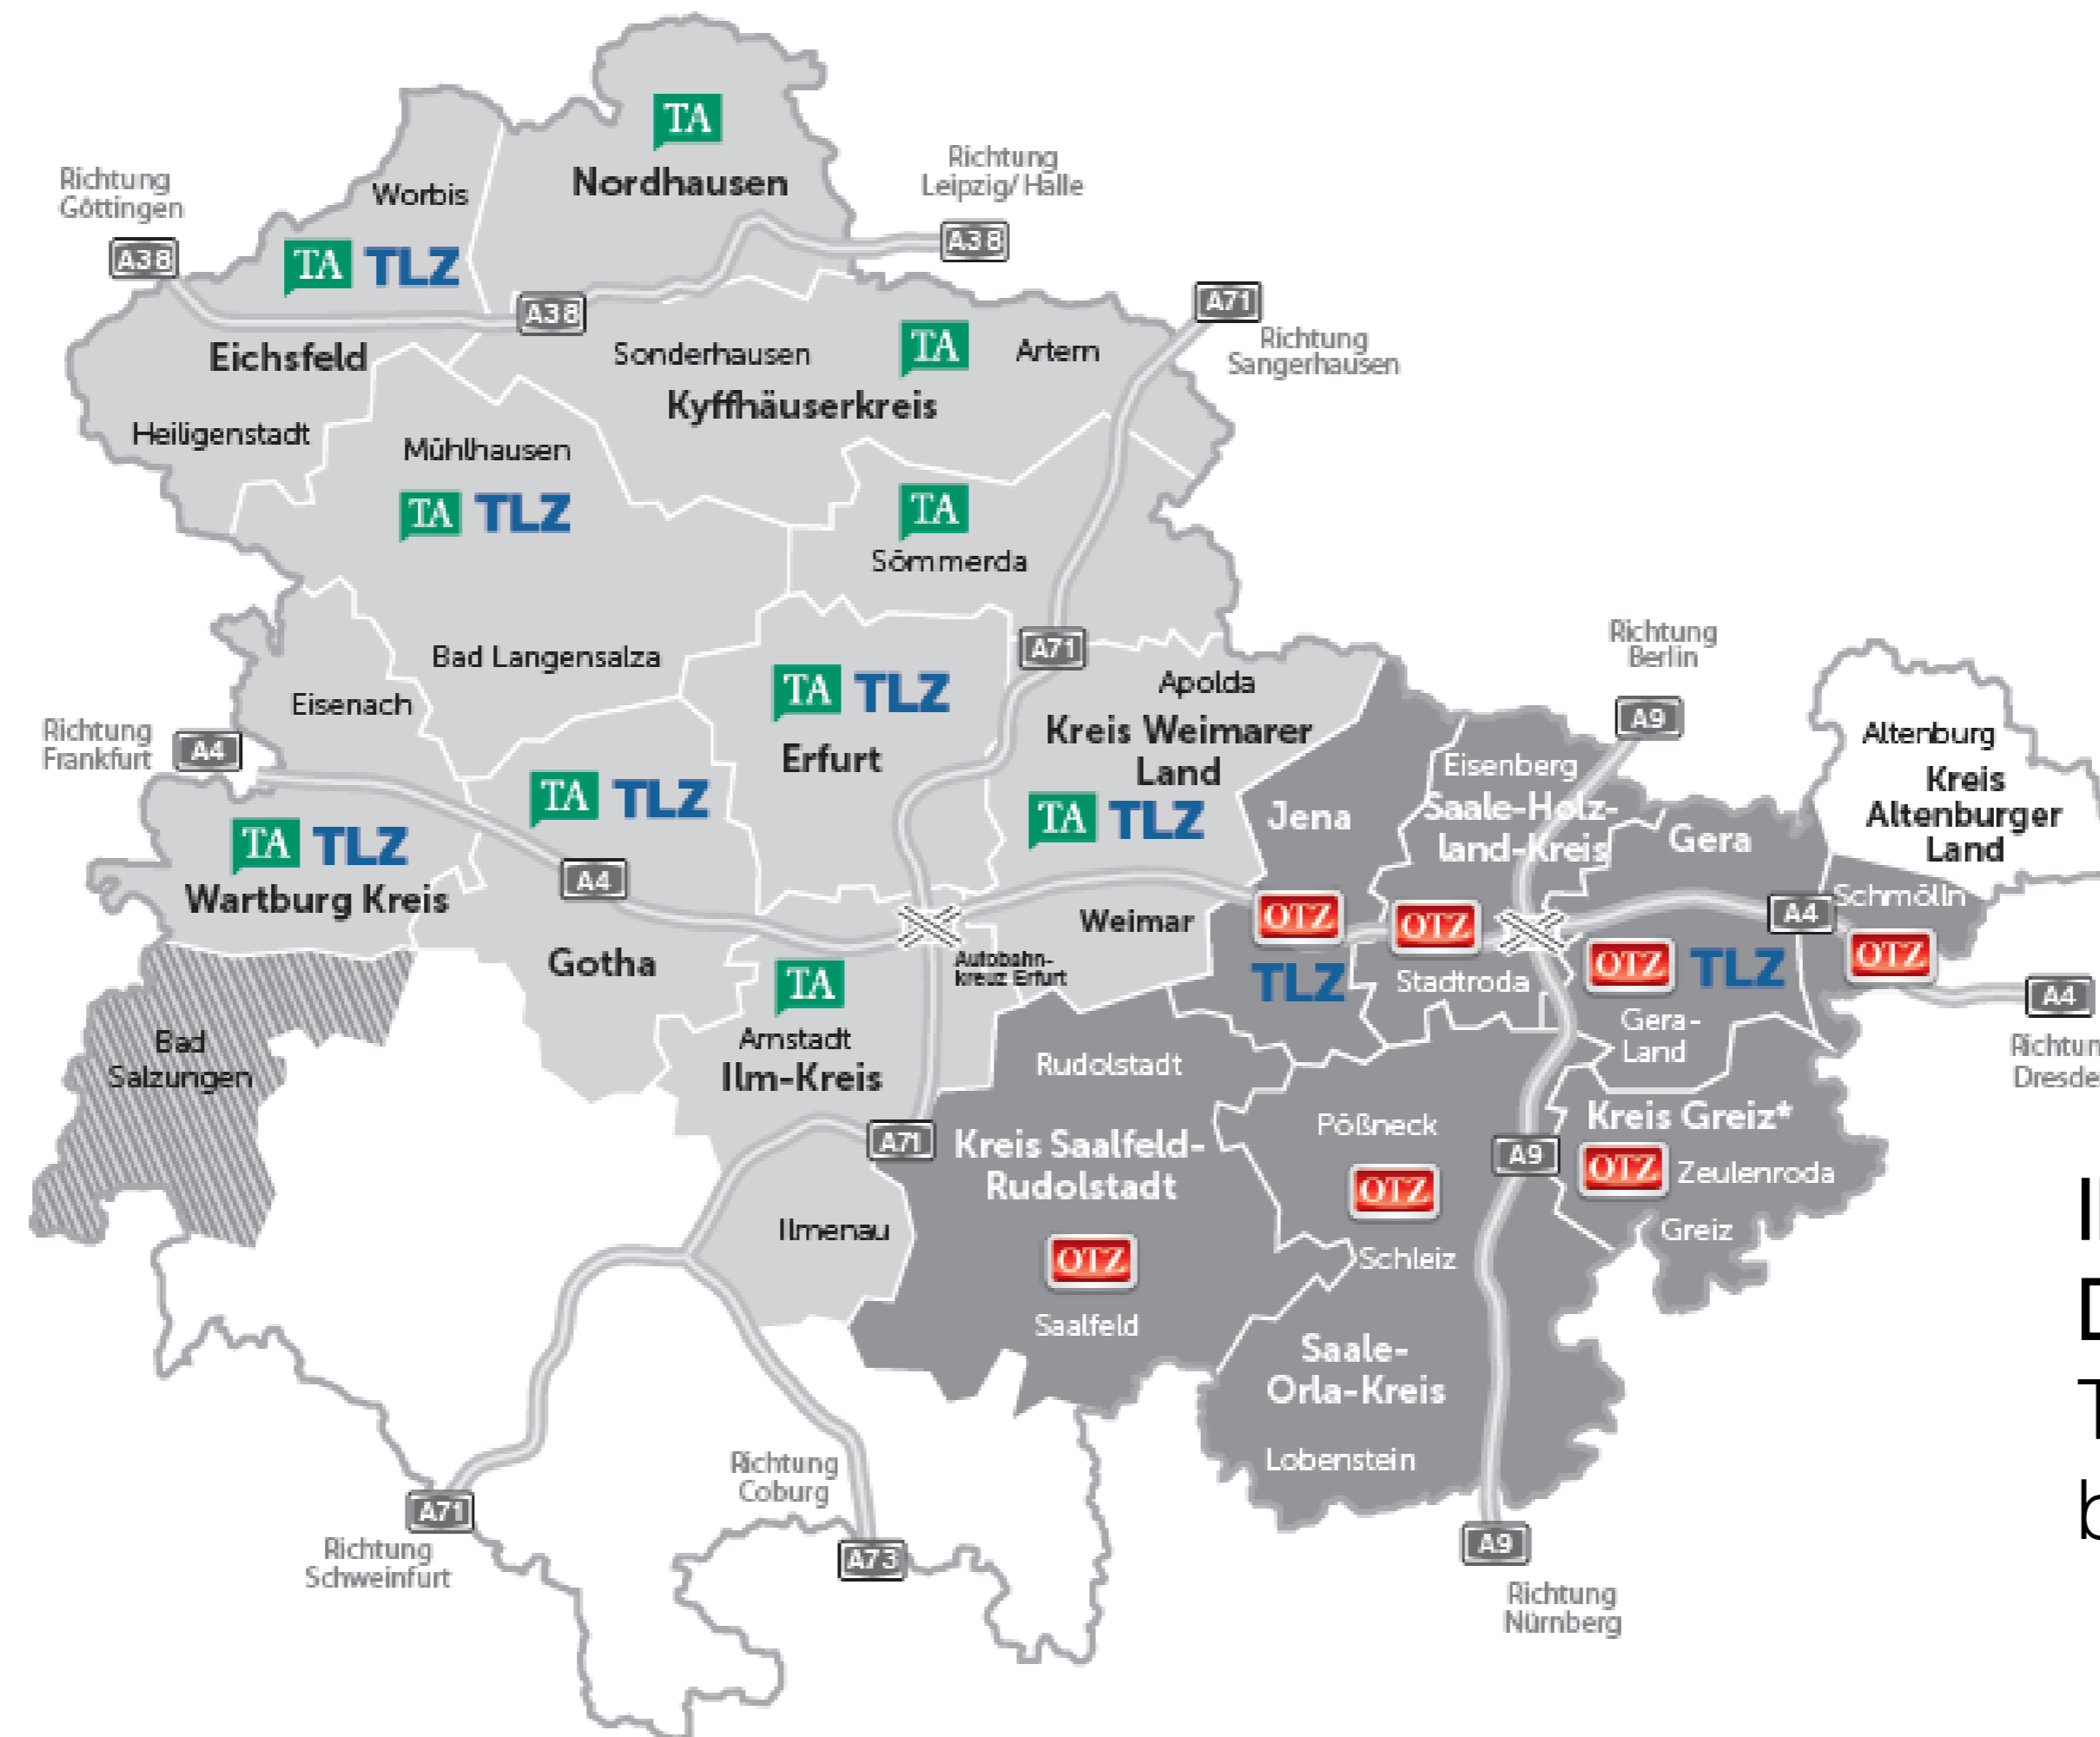 TA
Nordhausen
Richtung
Göttingen
A38
Worbis
TA TLZ
Richtung
Leipzig/Halle
A38
A38
Eichsfeld
Heiligenstadt
Sonderhausen
TA
Artern
Kyffhäuserkreis
A71
Richtung
Sangerhausen
Mühlhausen
TA TLZ
TA
Sömmerda
Bad Langensalza
A71
Eisenach
Richtung
Frankfurt
A4
TA TLZ
Erfurt
Apolda
Kreis Weimarer
Land
TA TLZ
TA TLZ
TA TLZ
Wartburg Kreis
A4
Gotha
Weimar
Autobahn-
kreuz Erfurt
TA
Arnstadt
Ilm-Kreis
Bad
Salzungen
A71
Ilmenau
Richtung
Berlin
A9
Eisenberg
Saale-Holz-
land-Kreis
Jena
Gera
Altenburg
Kreis
Altenburger
Land
Schmölln
A4
OTZ
TLZ
OTZ
Stadtroda
OTZ TLZ
Gera-
Land
OTZ
A4
Richtun
Dresde
Rudolstadt
Kreis Saalfeld-
Rudolstadt
OTZ
Saalfeld
Pößneck
OTZ
Schleiz
A9
Kreis Greiz*
OTZ Zeulenroda
Greiz
Saale-
Orla-Kreis
Lobenstein
A9
Richtung
Nürnberg
Richtung
Coburg
A73
A71
Richtung
Schweinfurt